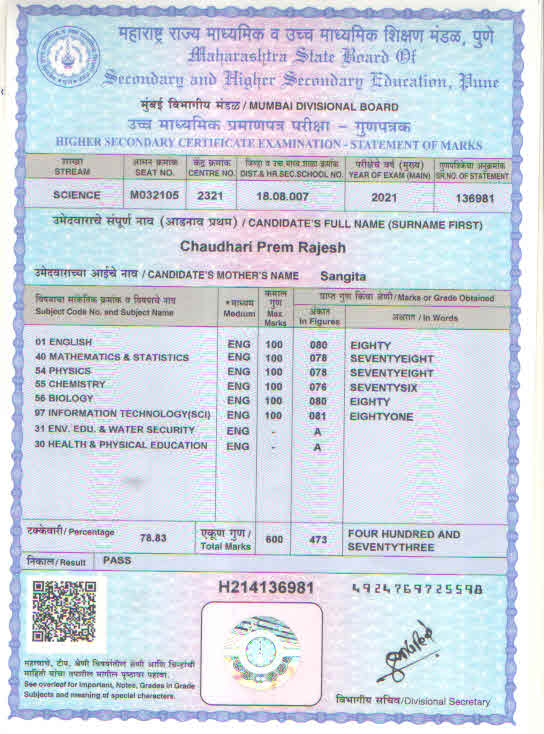 महाराष्ट्र राज्य माध्यमिक व उच्च माध्यमिक शिक्षण मंडळ, पुणे
Maharashtra State Board Of
Secondary and Higher Secondary Education, Pune
मुंबई विभागीय मंडळ / MUMBAI DIVISIONAL BOARD
उच्च माध्यमिक प्रमाणपत्र परीक्षा – गुणपत्रक
HIGHER SECONDARY CERTIFICATE EXAMINATION - STATEMENT OF MARKS
शाखा आसन क्रमांक केंद्र क्रमांक जिल्हा व उच्च माध्य.शाळा क्रमांक परीक्षेचे वर्ष (मुख्य) गुणपत्रिकेचा अनुक्रमांक
STREAM SEAT NO. CENTRE NO. DIST.& HR.SEC.SCHOOL NO. YEAR OF EXAM (MAIN) SR.NO. OF STATEMENT
SCIENCE M032105 2321 18.08.007 2021 136981
उमेदवाराचे संपूर्ण नाव (आडनाव प्रथम) / CANDIDATE'S FULL NAME (SURNAME FIRST)
Chaudhari Prem Rajesh
उमेदवाराच्या आईचे नाव / CANDIDATE'S MOTHER'S NAME Sangita
विषयाचा सांकेतिक क्रमांक व विषयाचे नाव
Subject Code No. and Subject Name
* माध्यम
Medium
कमाल
गुण
Max.
Marks
प्राप्त गुण किंवा श्रेणी / Marks or Grade Obtained
अंकात
In Figures
अक्षरात / In Words
01 ENGLISH ENG 100 080 EIGHTY
40 MATHEMATICS & STATISTICS ENG 100 078 SEVENTYEIGHT
54 PHYSICS ENG 100 078 SEVENTYEIGHT
55 CHEMISTRY ENG 100 076 SEVENTYSIX
56 BIOLOGY ENG 100 080 EIGHTY
97 INFORMATION TECHNOLOGY(SCI) ENG 100 081 EIGHTYONE
31 ENV. EDU. & WATER SECURITY ENG - A
30 HEALTH & PHYSICAL EDUCATION ENG - A
टक्केवारी / Percentage 78.83 एकूण गुण / Total Marks 600 473 FOUR HUNDRED AND
SEVENTYTHREE
निकाल / Result PASS
H214136981 4924769725598
महत्वाचे, टीप, श्रेणी विषयांतील श्रेणी आणि चिन्हांची
माहिती यांचा तपशील मागील पृष्ठावर पहावा.
See overleaf for Important, Notes, Grades in Grade
Subjects and meaning of special characters.
विभागीय सचिव/Divisional Secretary